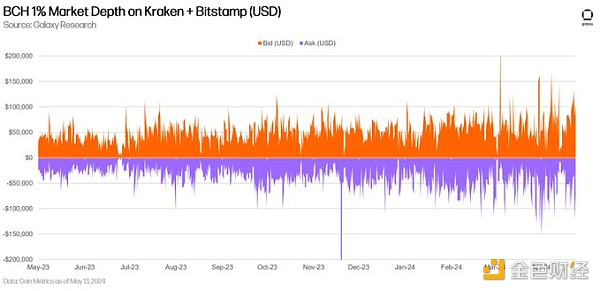 BCH 1% Market Depth on Kraken + Bitstamp (USD)
Source: Galaxy Research
Bid (USD) Ask (USD)
$200,000
$150,000
$100,000
$50,000
$0
-$50,000
-$100,000
-$150,000
-$200,000
May-23 Jun-23 Jul-23 Aug-23 Sep-23 Oct-23 Nov-23 Dec-23 Jan-24 Feb-24 Mar-24
Data: Coin Metrics as of May 13, 2024
金色财经